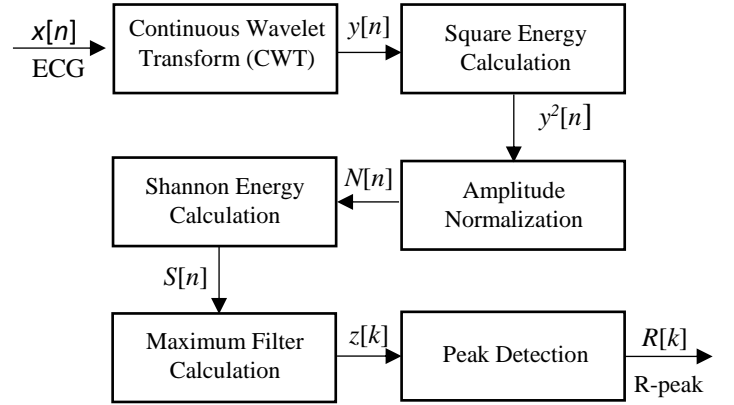 x[n]
ECG
Continuous Wavelet
Transform (CWT)
y[n]
Square Energy
Calculation
y²[n]
Amplitude
Normalization
N[n]
Shannon Energy
Calculation
S[n]
Maximum Filter
Calculation
z[k]
Peak Detection
R[k]
R-peak